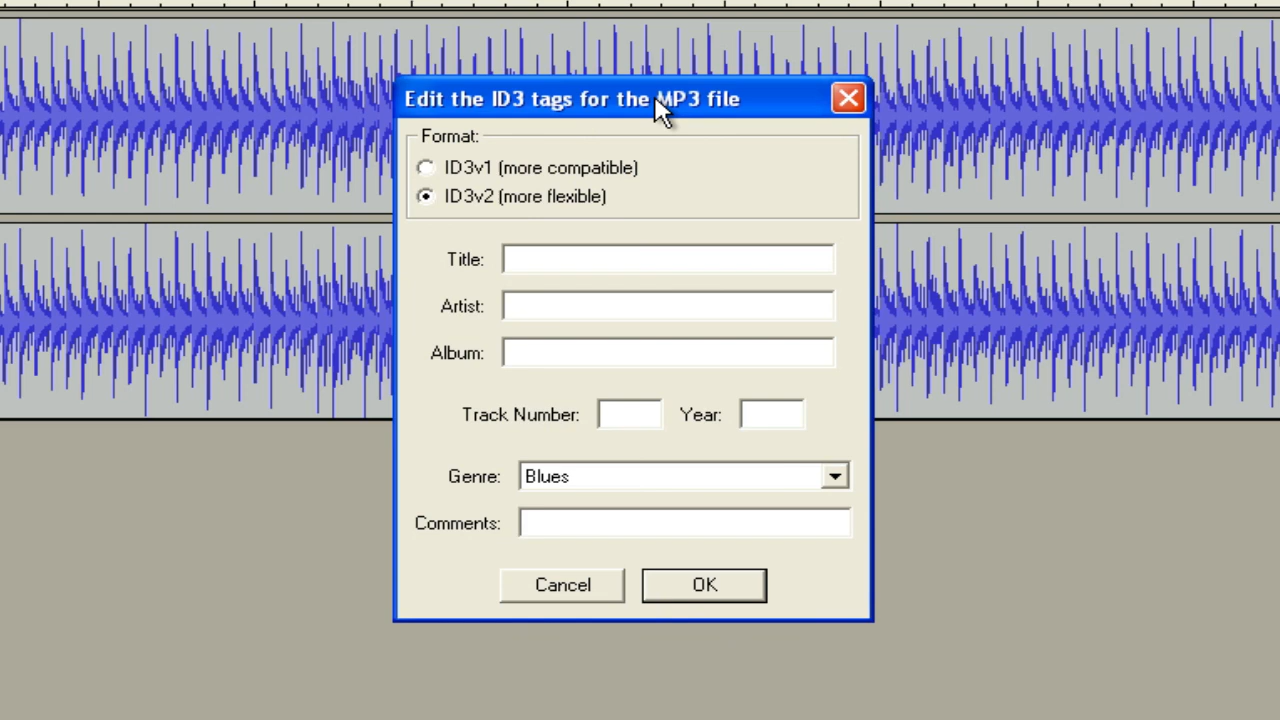 Edit the ID3 tags for the MP3 file
Format:
ID3v1 (more compatible)
ID3v2 (more flexible)
Title:
Artist:
Album:
Track Number: Year:
Genre: Blues
Comments:
Cancel OK